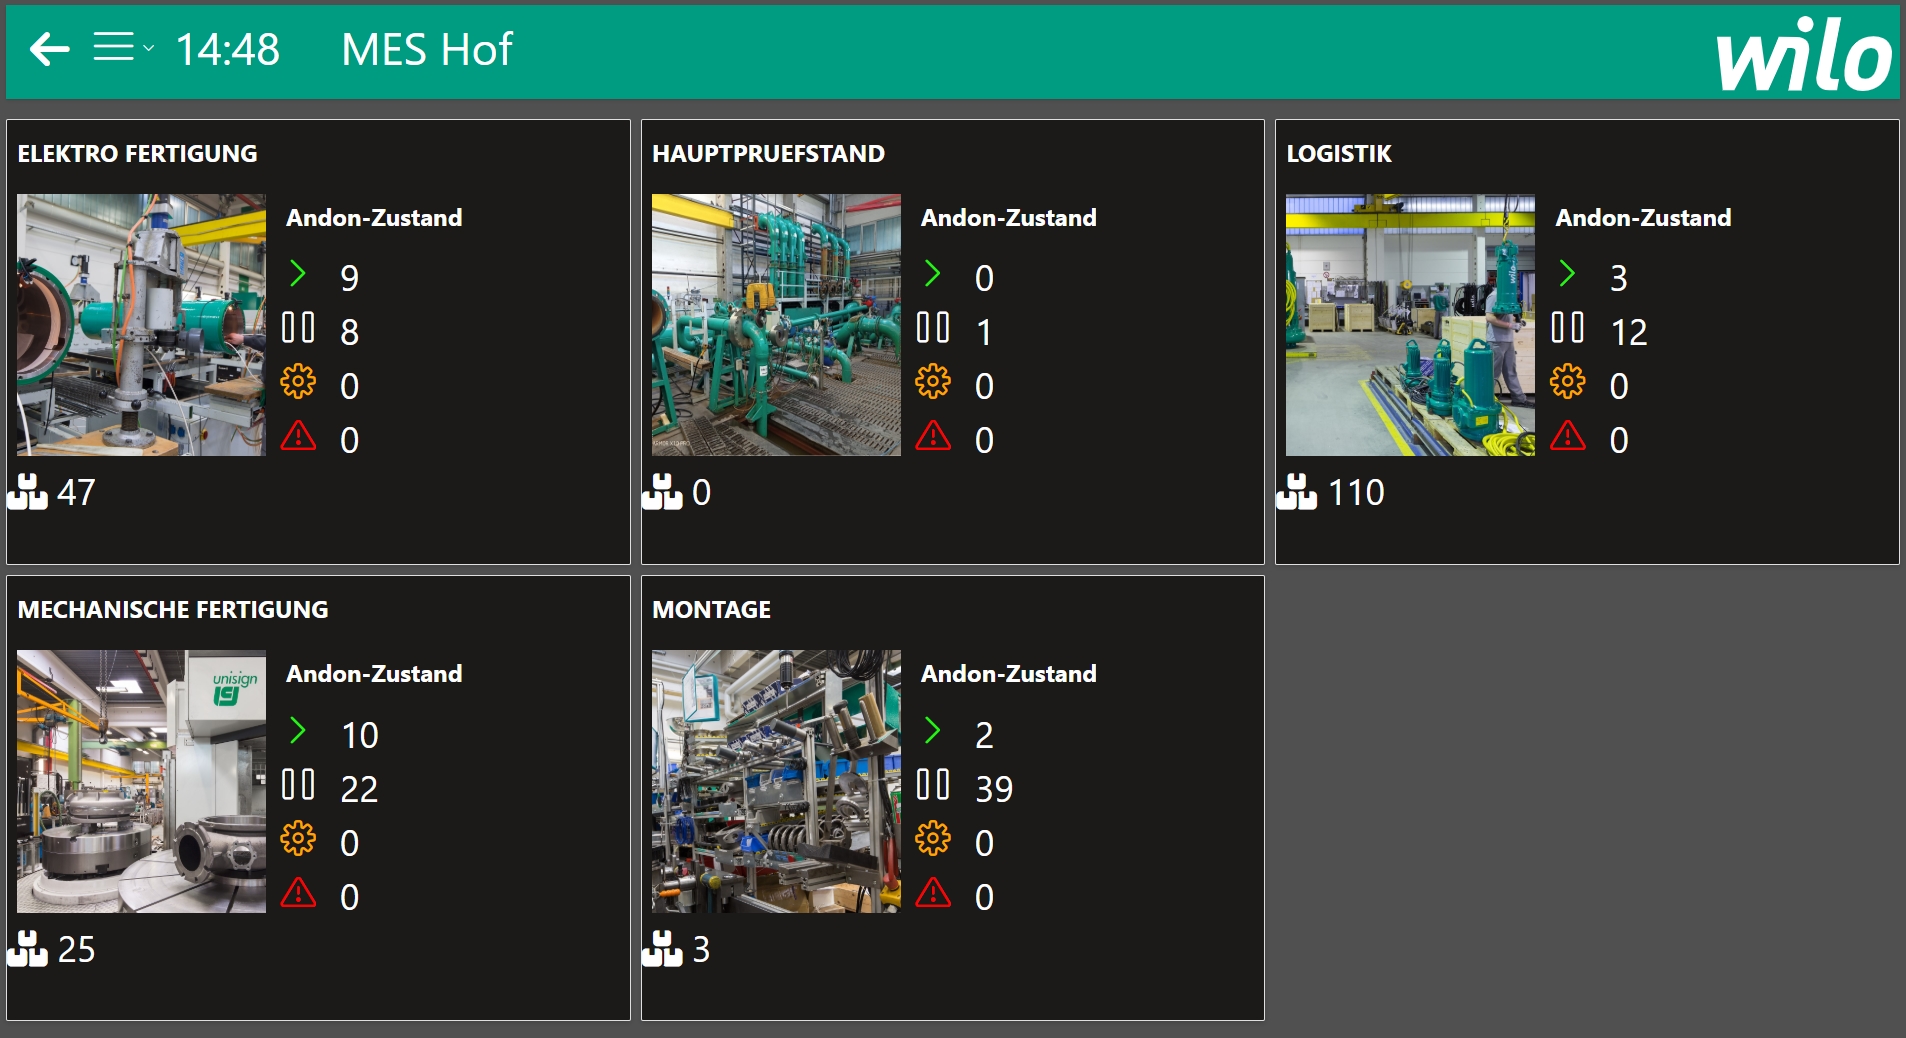 14:48 MES Hof wilo
ELEKTRO FERTIGUNG
Andon-Zustand
9
8
0
0
47
HAUPTPRUEFSTAND
Andon-Zustand
0
1
0
0
0
LOGISTIK
wilo
Andon-Zustand
3
12
0
0
110
MECHANISCHE FERTIGUNG
unisign
Andon-Zustand
10
22
0
0
25
MONTAGE
Andon-Zustand
2
39
0
0
3